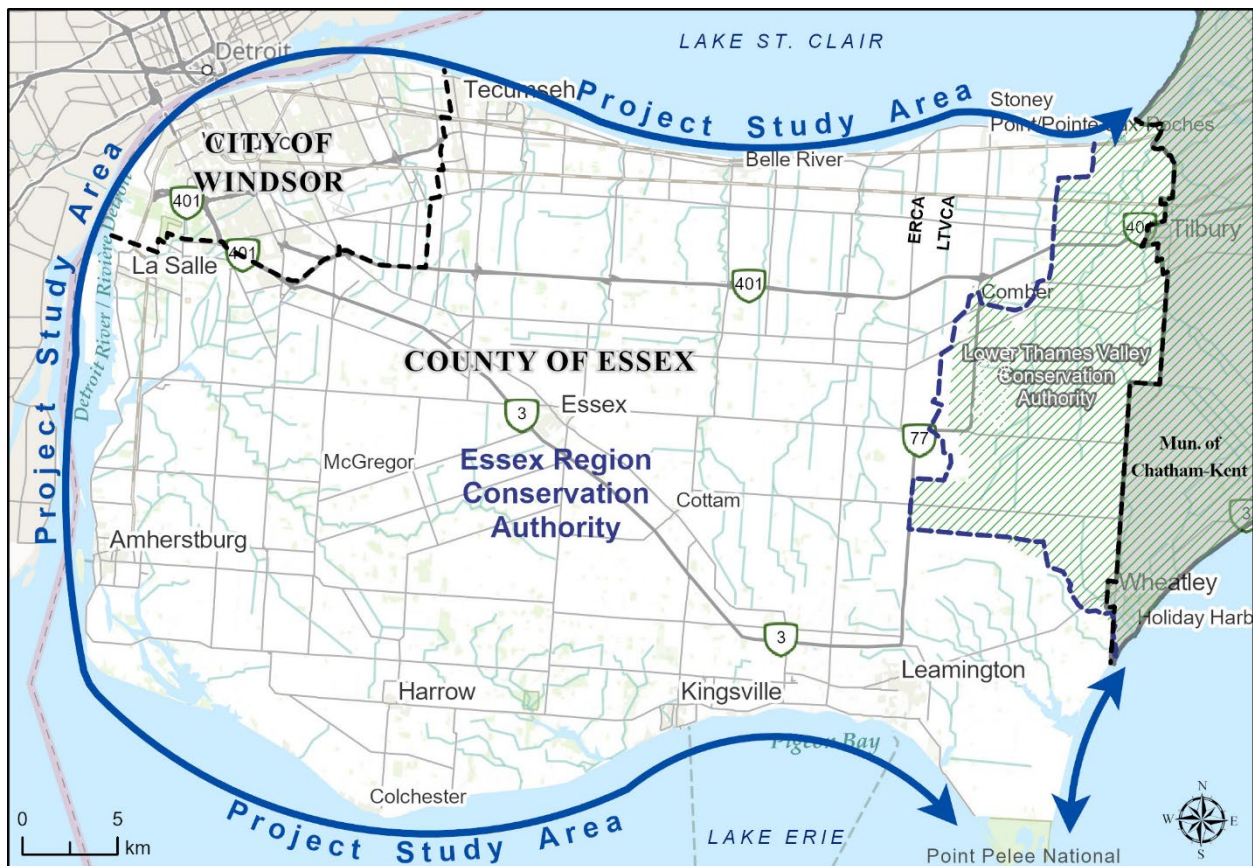 LAKE ST. CLAIR
Detroit
Tecumseh
Project Study Area
Stoney
Point/Pointe-aux-Roches
Belle River
CITY OF
WINDSOR
401
401
La Salle
ERCA
LTVCA
401
40
Tilbury
Comber
Project Study Area
Detroit River / Rivière Détroit
COUNTY OF ESSEX
Lower Thames Valley
Conservation
Authority
3
Essex
77
Mun. of
Chatham-Kent
McGregor
Essex Region
Conservation
Authority
Cottam
3
Amherstburg
Wheatley
Holiday Harb
3
Leamington
Harrow
Kingsville
Pigeon Bay
Colchester
Project Study Area
LAKE ERIE
Point Pelee National
0 5
km
N
W E
S